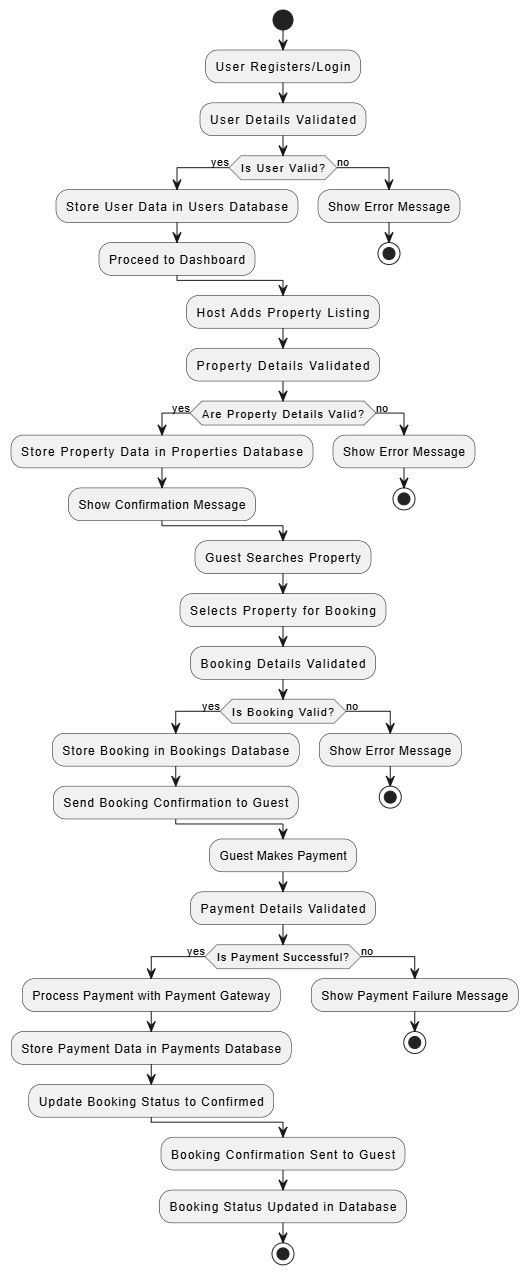 User Registers/Login
User Details Validated
yes
Is User Valid?
no
Store User Data in Users Database
Show Error Message
Proceed to Dashboard
Host Adds Property Listing
Property Details Validated
yes
Are Property Details Valid?
no
Store Property Data in Properties Database
Show Error Message
Show Confirmation Message
Guest Searches Property
Selects Property for Booking
Booking Details Validated
yes
Is Booking Valid?
no
Store Booking in Bookings Database
Show Error Message
Send Booking Confirmation to Guest
Guest Makes Payment
Payment Details Validated
yes
Is Payment Successful?
no
Process Payment with Payment Gateway
Show Payment Failure Message
Store Payment Data in Payments Database
Update Booking Status to Confirmed
Booking Confirmation Sent to Guest
Booking Status Updated in Database